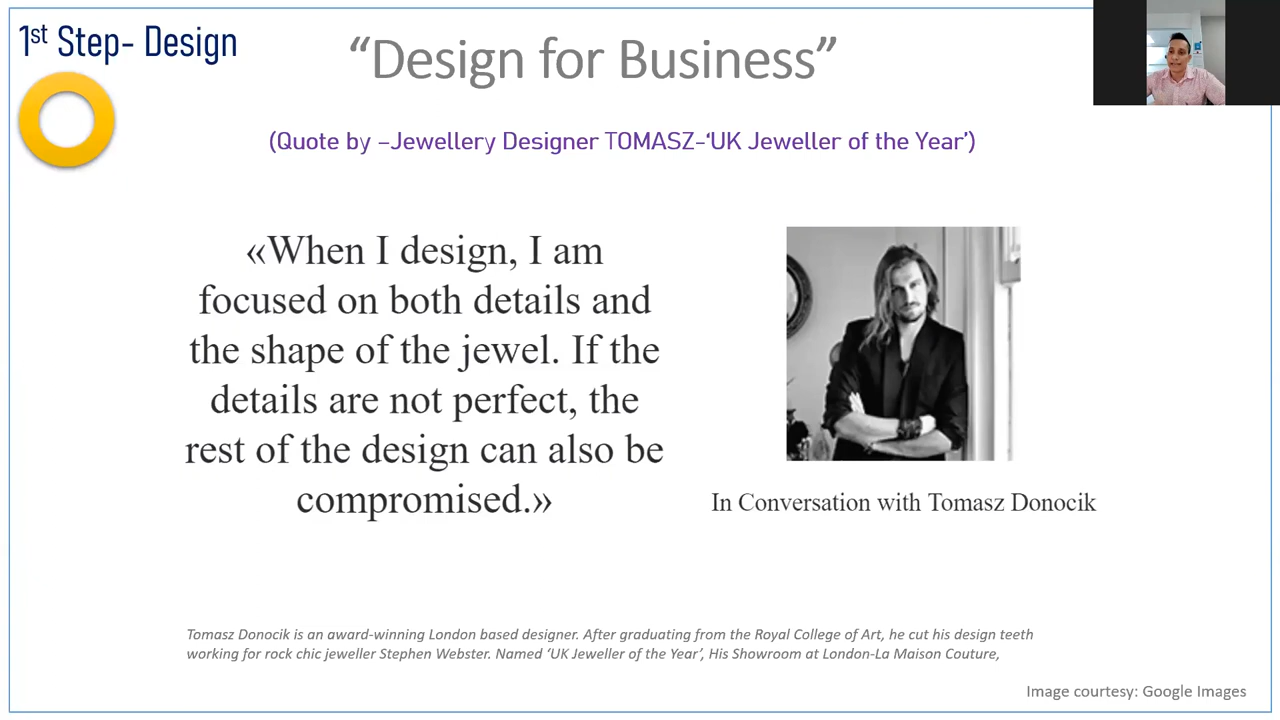 1st Step- Design
“Design for Business”
(Quote by –Jewellery Designer TOMASZ–‘UK Jeweller of the Year’)
«When I design, I am
focused on both details and
the shape of the jewel. If the
details are not perfect, the
rest of the design can also be
compromised.»
In Conversation with Tomasz Donocik
Tomasz Donocik is an award-winning London based designer. After graduating from the Royal College of Art, he cut his design teeth
working for rock chic jeweller Stephen Webster. Named ‘UK Jeweller of the Year’, His Showroom at London-La Maison Couture,
Image courtesy: Google Images